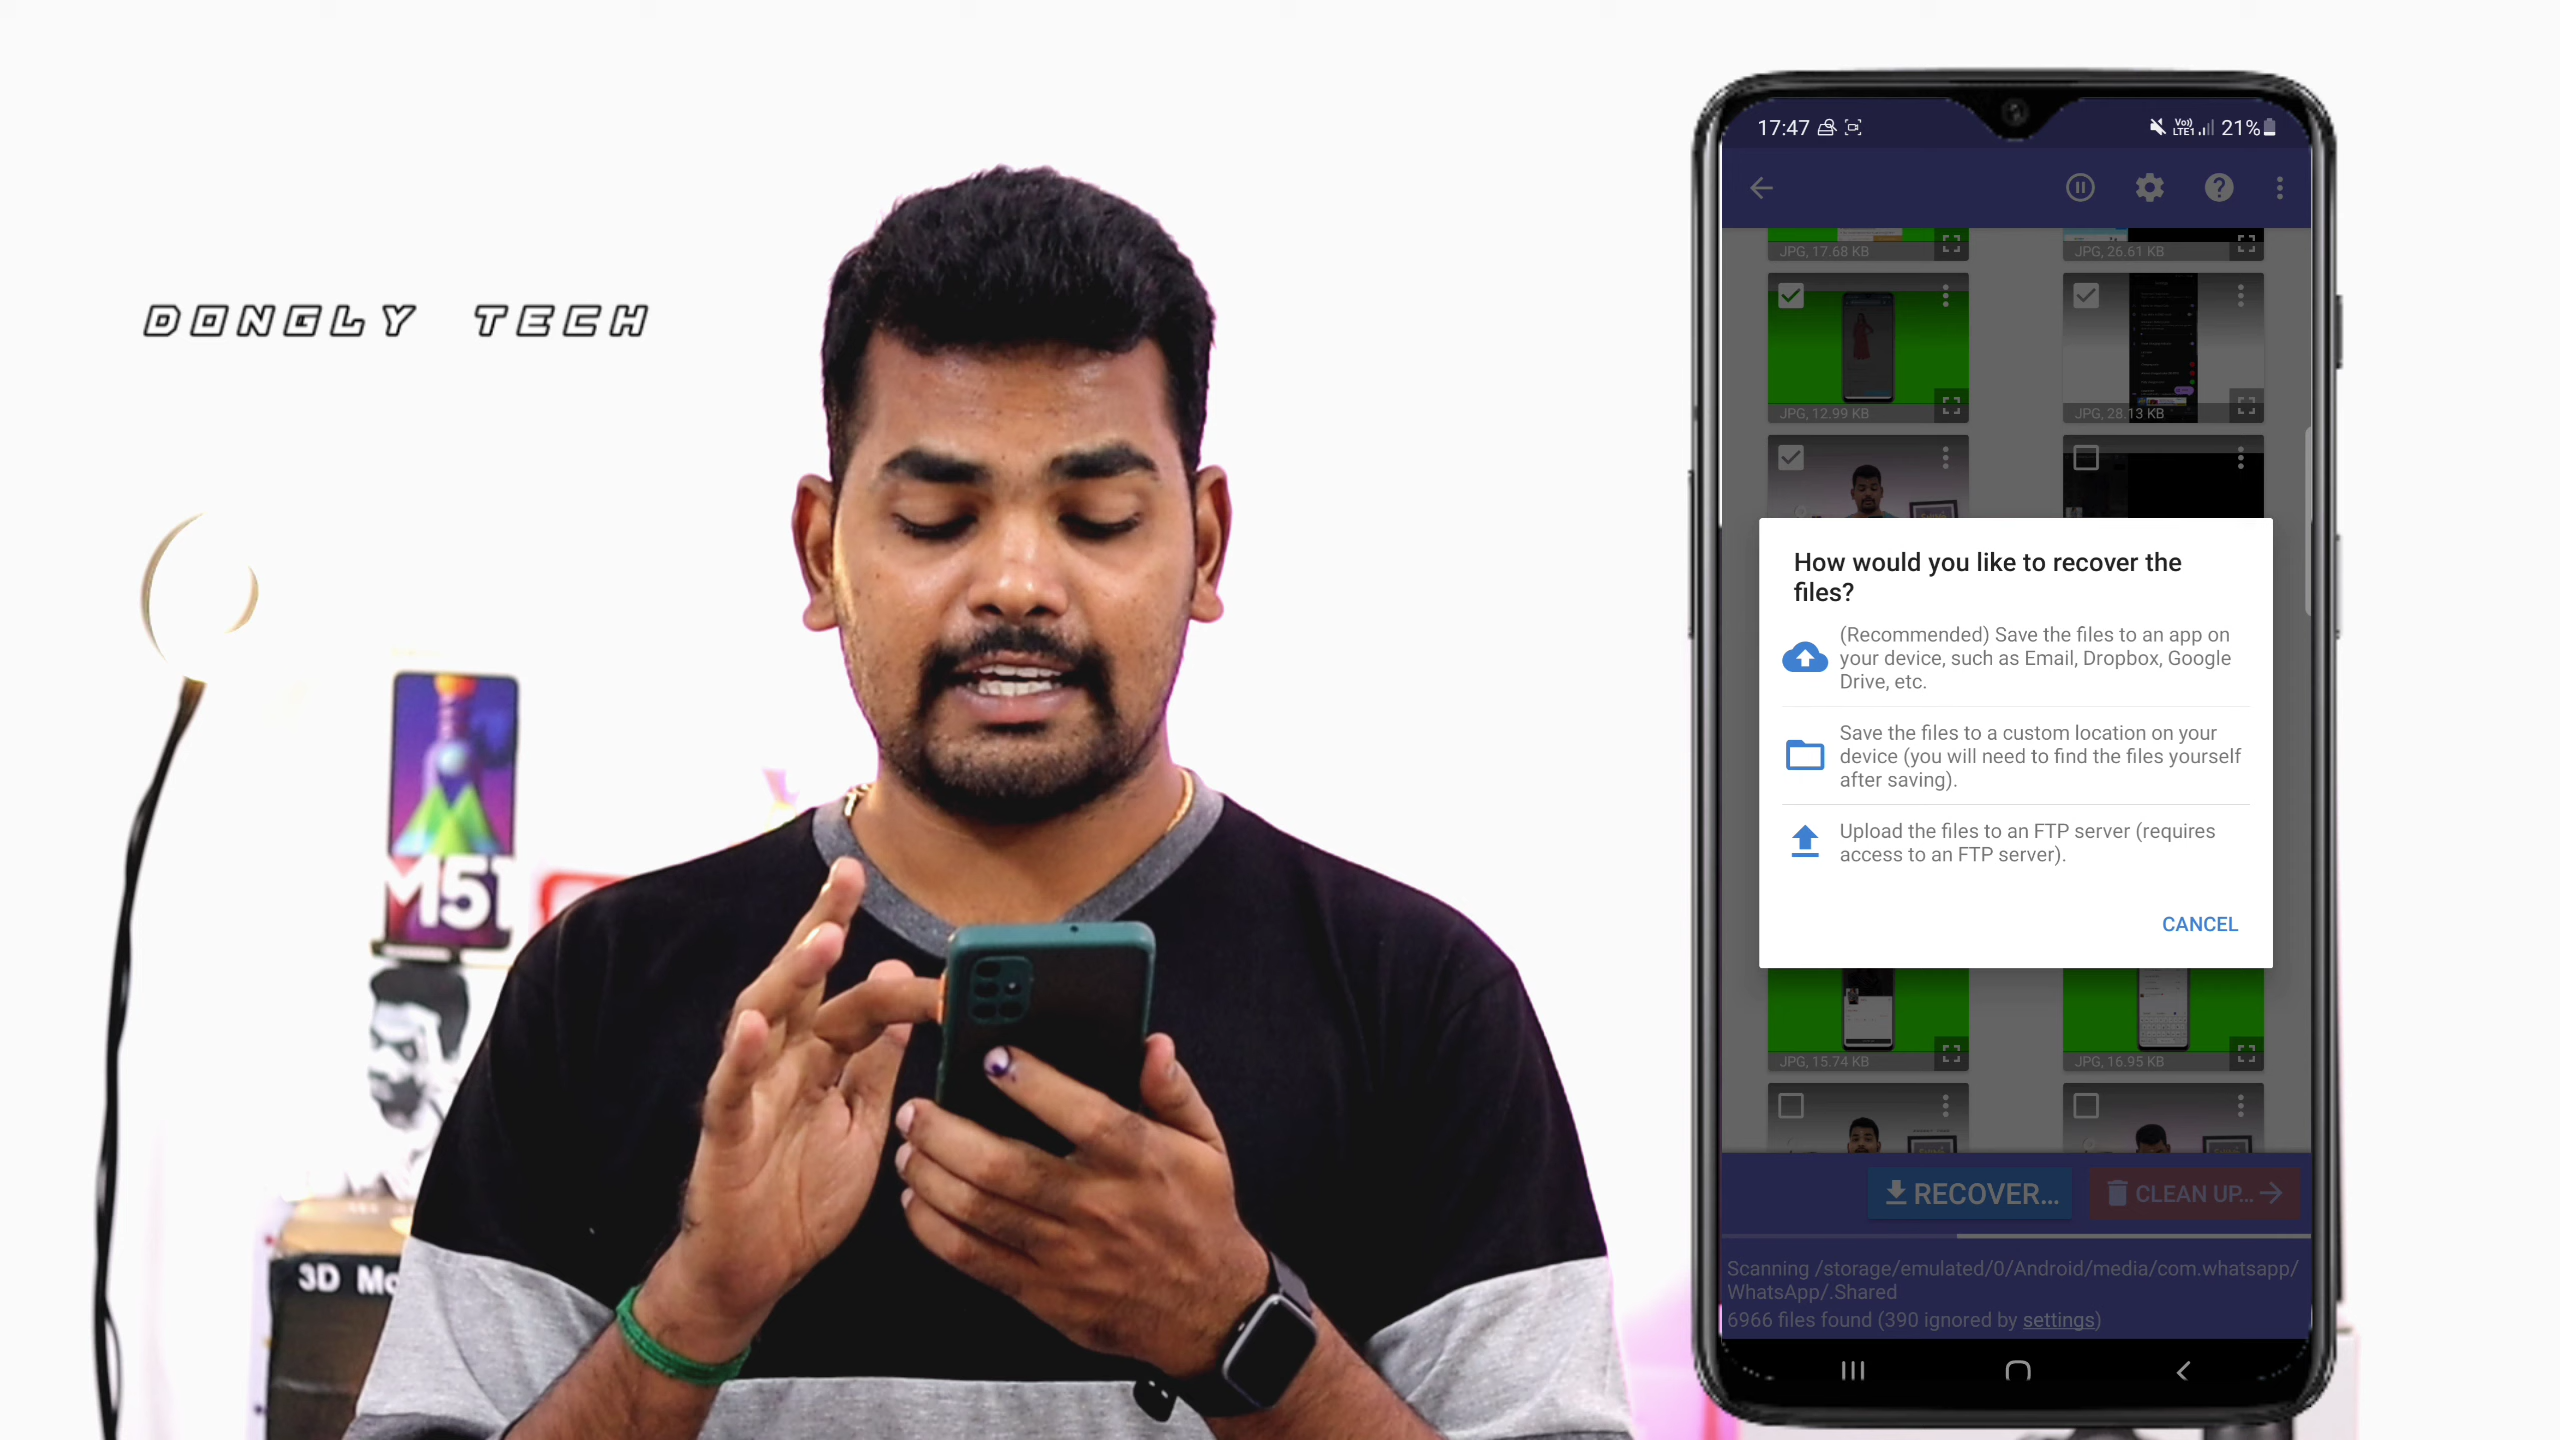 DONGLY TECH
M51
3D Mo
17:47
Vo)) LTE1 21%
JPG, 17.68 KB
JPG, 26.61 KB
JPG, 12.99 KB
JPG, 28.13 KB
How would you like to recover the
files?
(Recommended) Save the files to an app on
your device, such as Email, Dropbox, Google
Drive, etc.
Save the files to a custom location on your
device (you will need to find the files yourself
after saving).
Upload the files to an FTP server (requires
access to an FTP server).
CANCEL
JPG, 15.74 KB
JPG, 16.95 KB
RECOVER...
CLEAN UP...
Scanning /storage/emulated/0/Android/media/com.whatsapp/
WhatsApp/.Shared
6966 files found (390 ignored by settings)